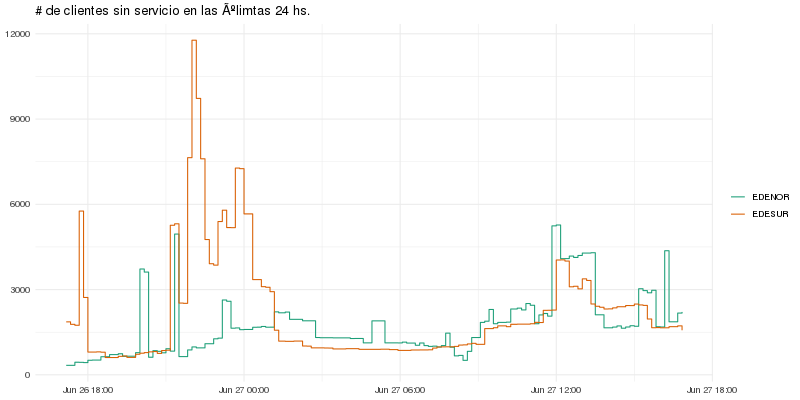 # de clientes sin servicio en las Ãºlimtas 24 hs.
12000
9000
6000
3000
0
EDENOR
EDESUR
Jun 26 18:00
Jun 27 00:00
Jun 27 06:00
Jun 27 12:00
Jun 27 18:00